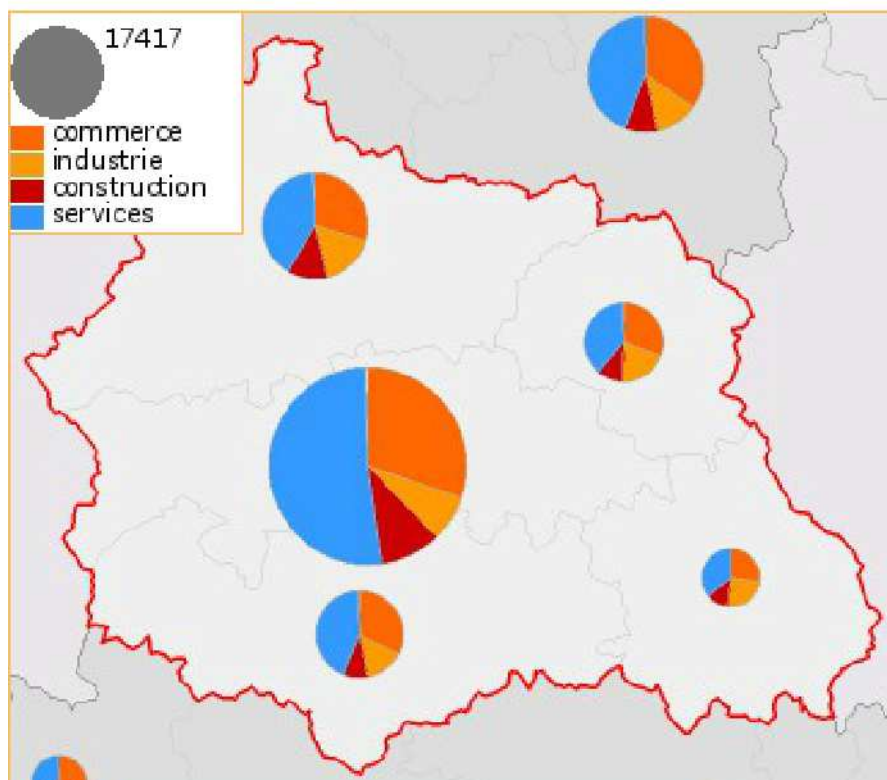 17417
commerce
industrie
construction
services